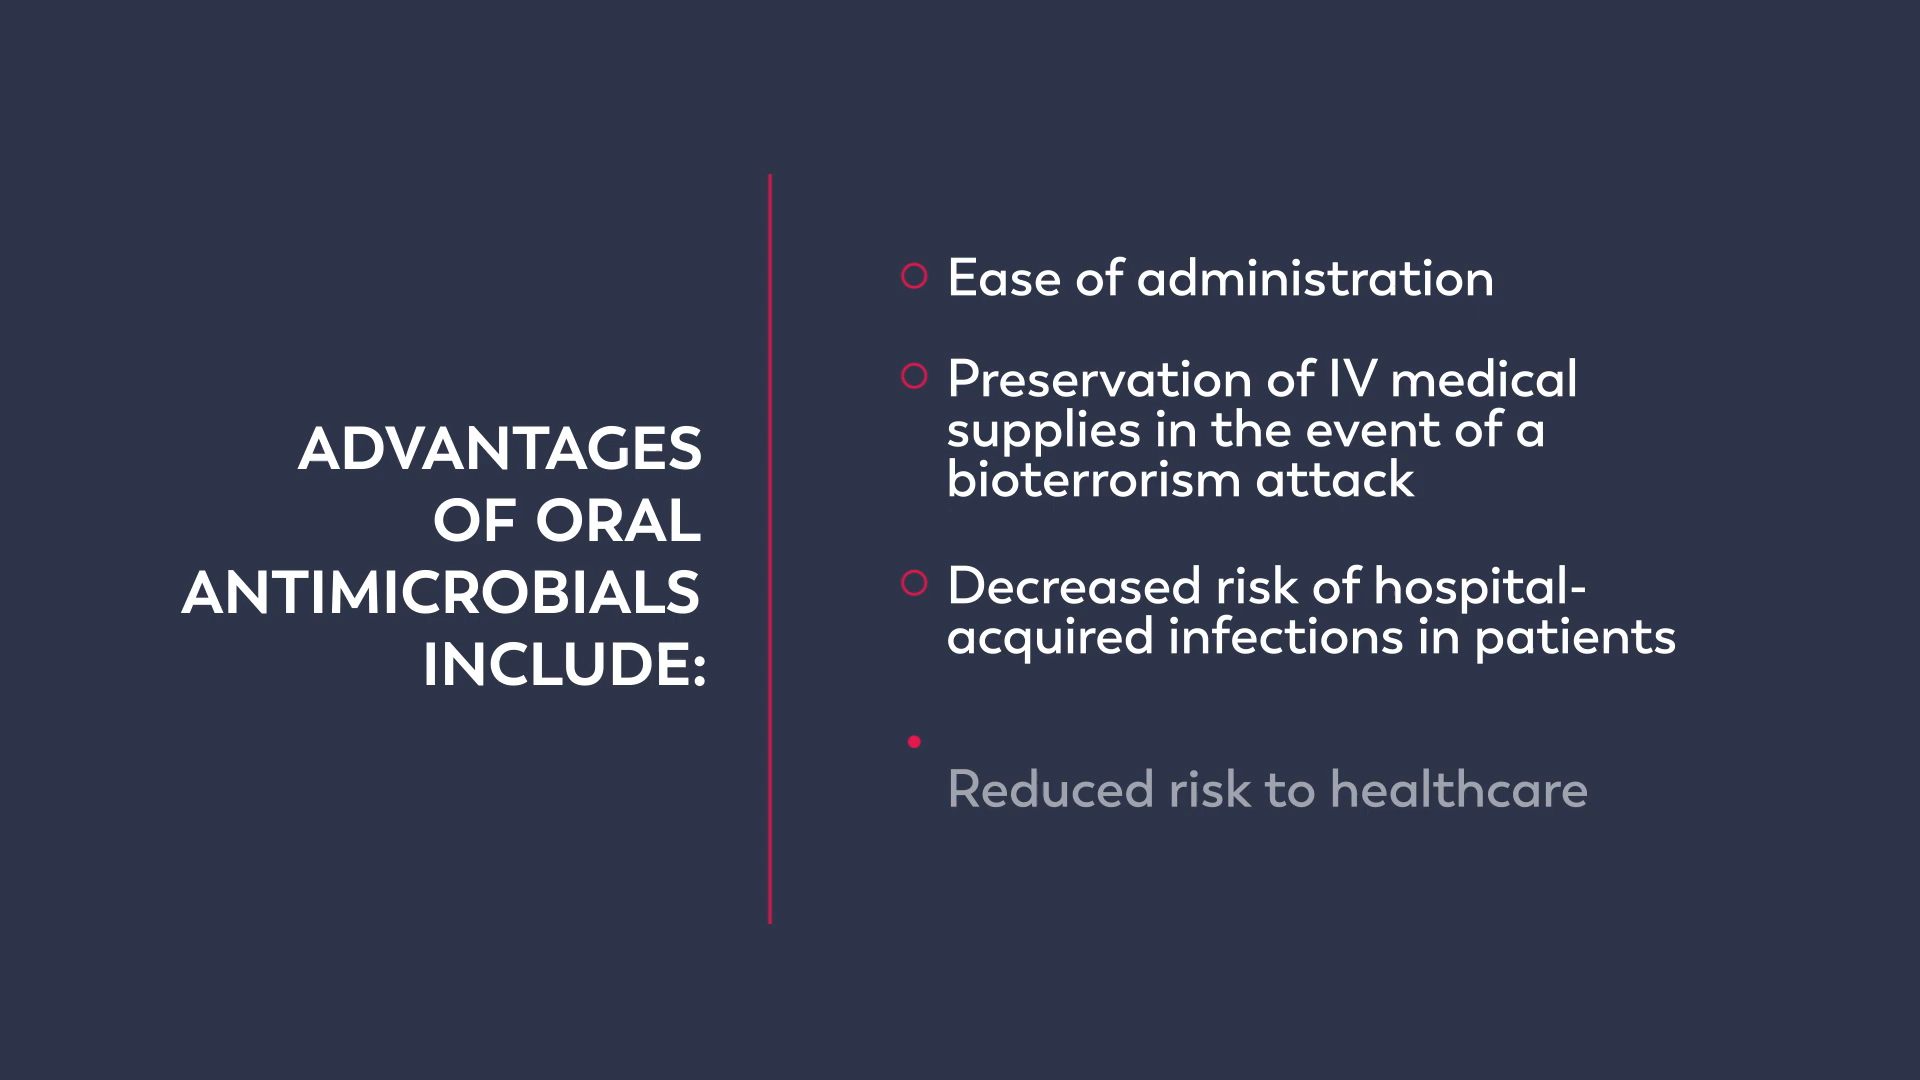 ADVANTAGES
OF ORAL
ANTIMICROBIALS
INCLUDE:
Ease of administration
Preservation of IV medical
supplies in the event of a
bioterrorism attack
Decreased risk of hospital-
acquired infections in patients
Reduced risk to healthcare